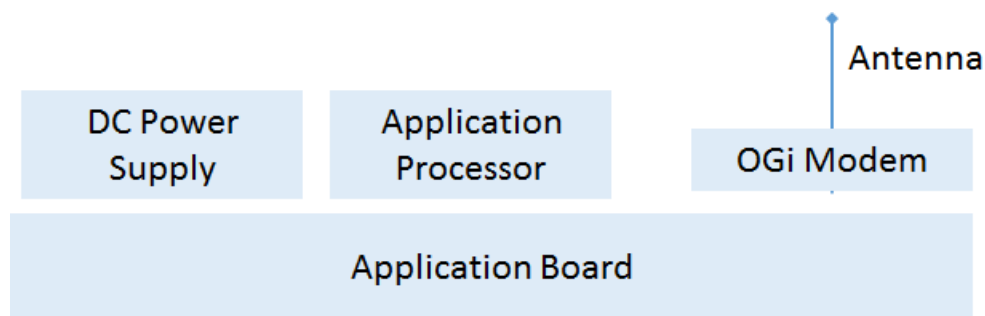 Antenna
DC Power
Supply
Application
Processor
OGi Modem
Application Board